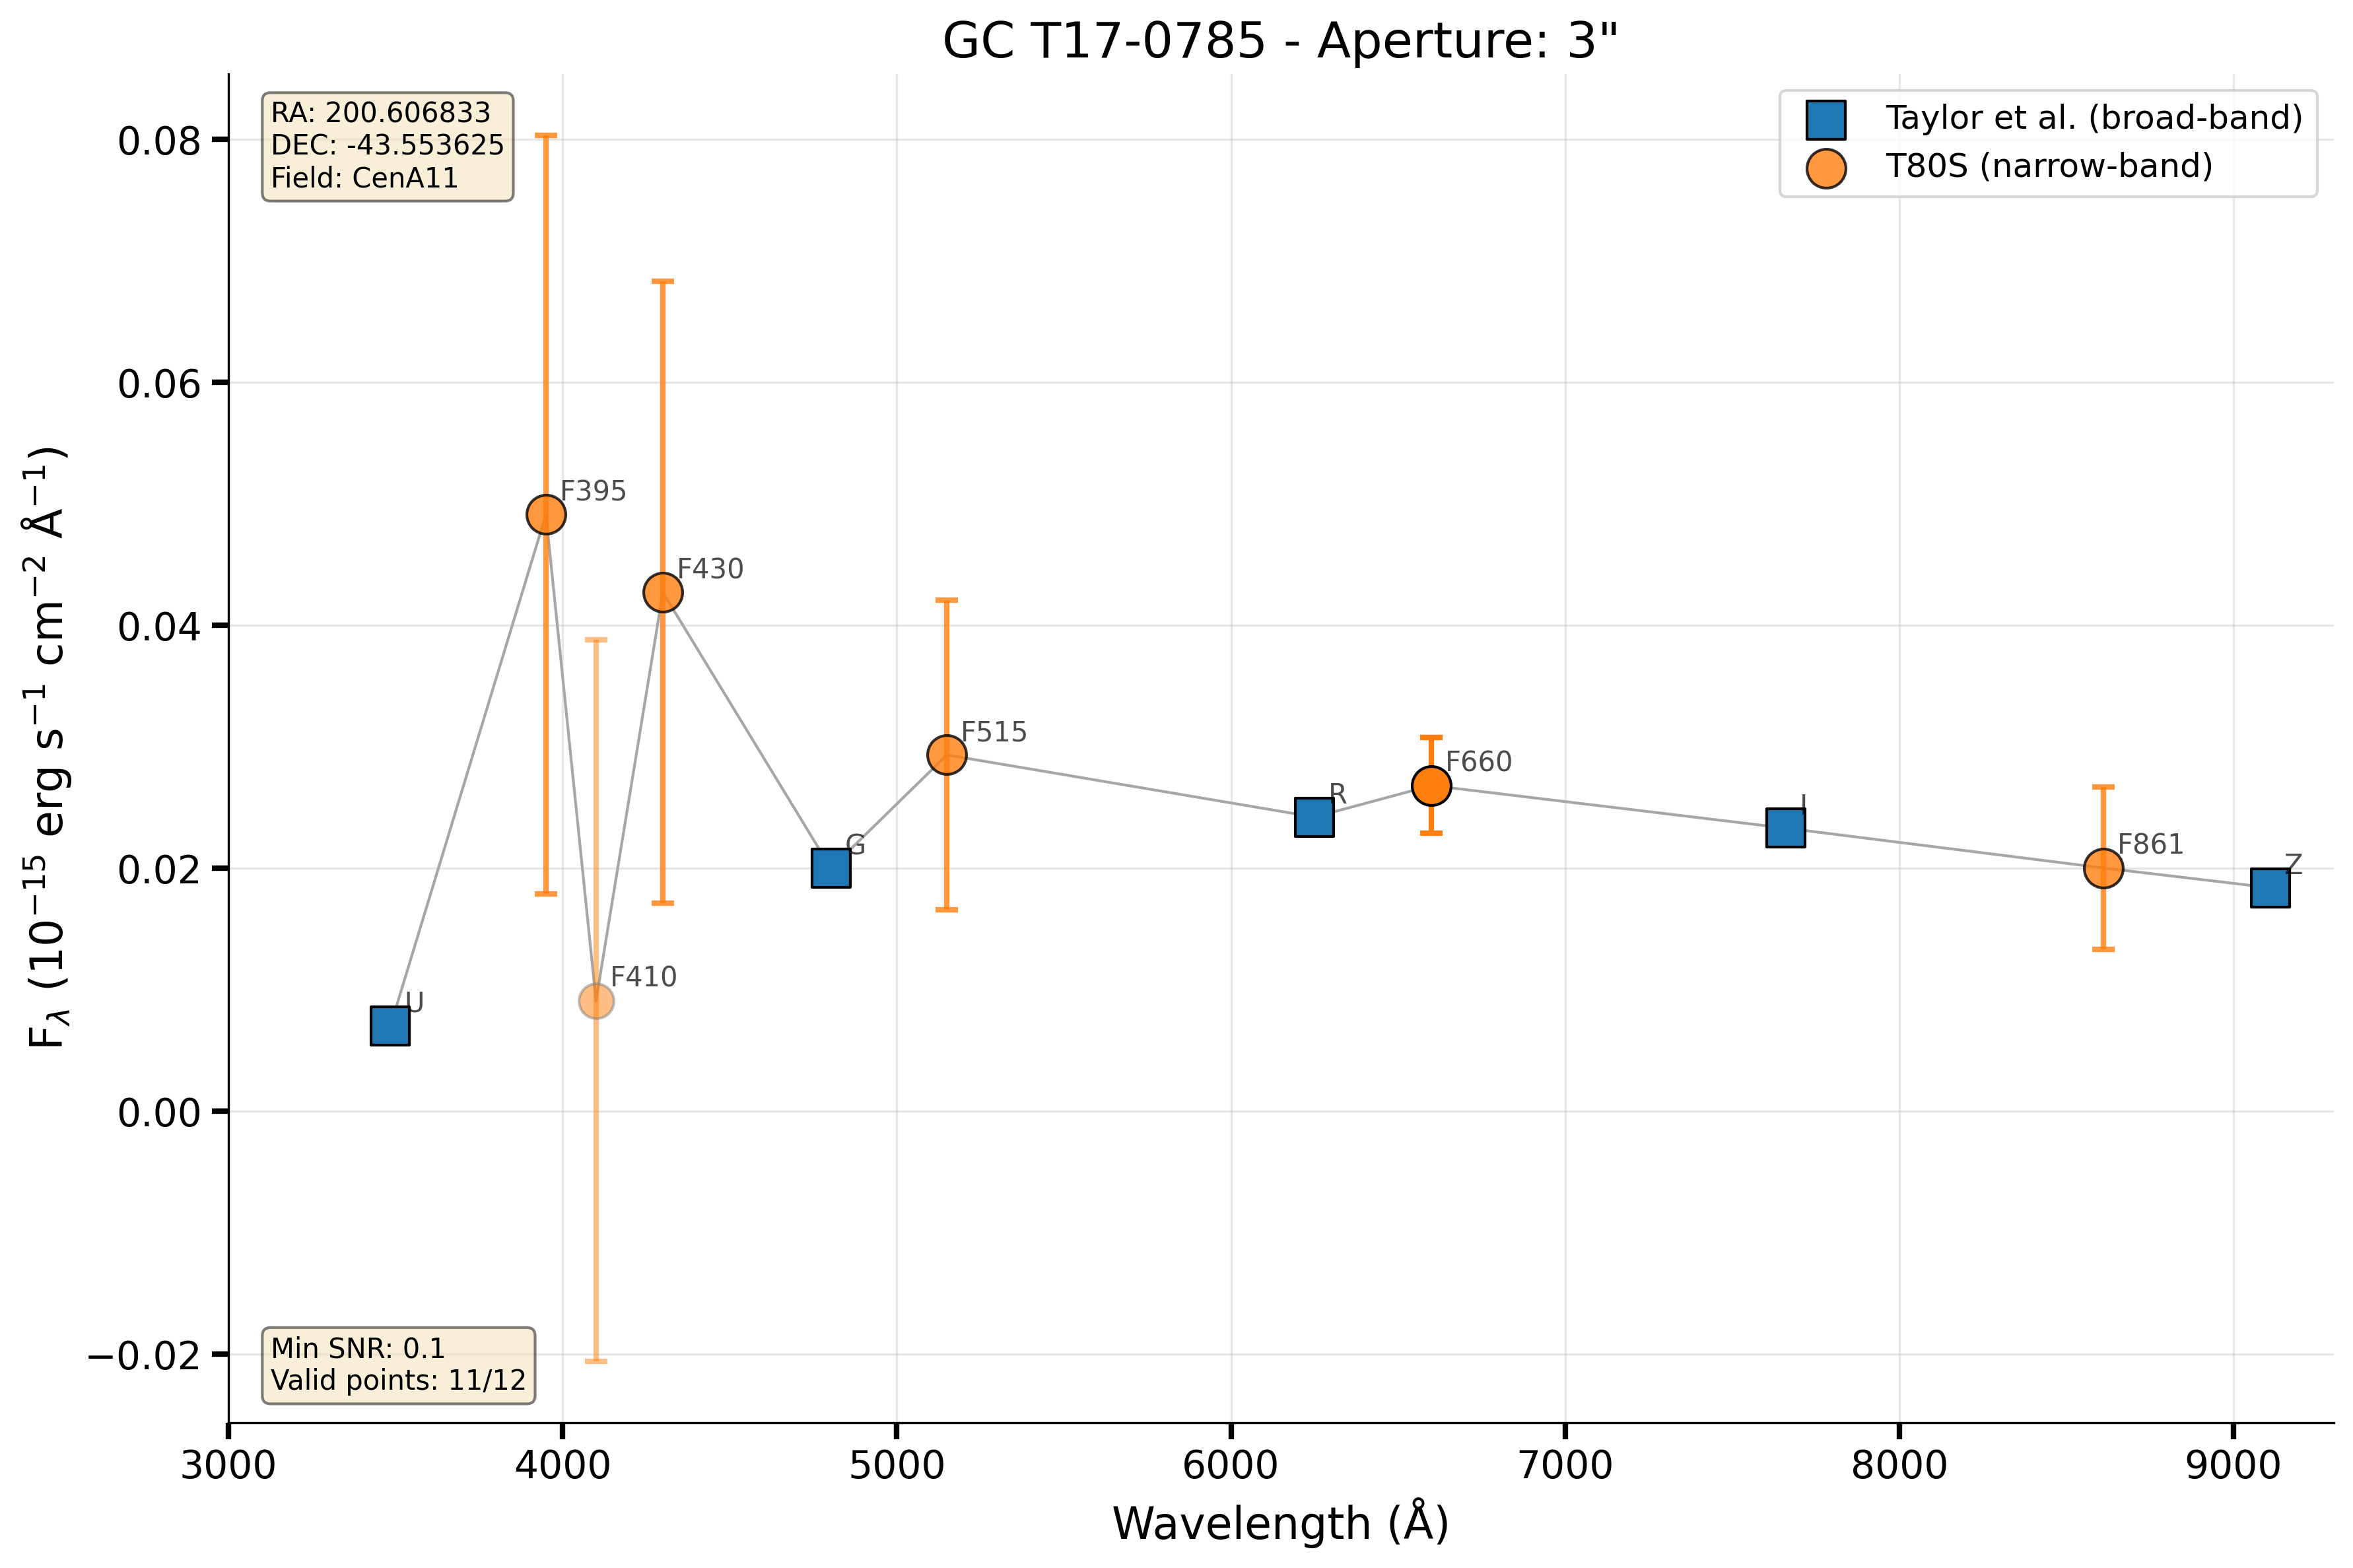 GC T17-0785 - Aperture: 3"
RA: 200.606833
DEC: -43.553625
Field: CenA11
Taylor et al. (broad-band)
T80S (narrow-band)
0.08
0.06
0.04
0.02
0.00
−0.02
F_λ (10⁻¹⁵ erg s⁻¹ cm⁻² Å⁻¹)
U
F395
F410
F430
G
F515
R
F660
I
F861
Z
Min SNR: 0.1
Valid points: 11/12
3000
4000
5000
6000
7000
8000
9000
Wavelength (Å)